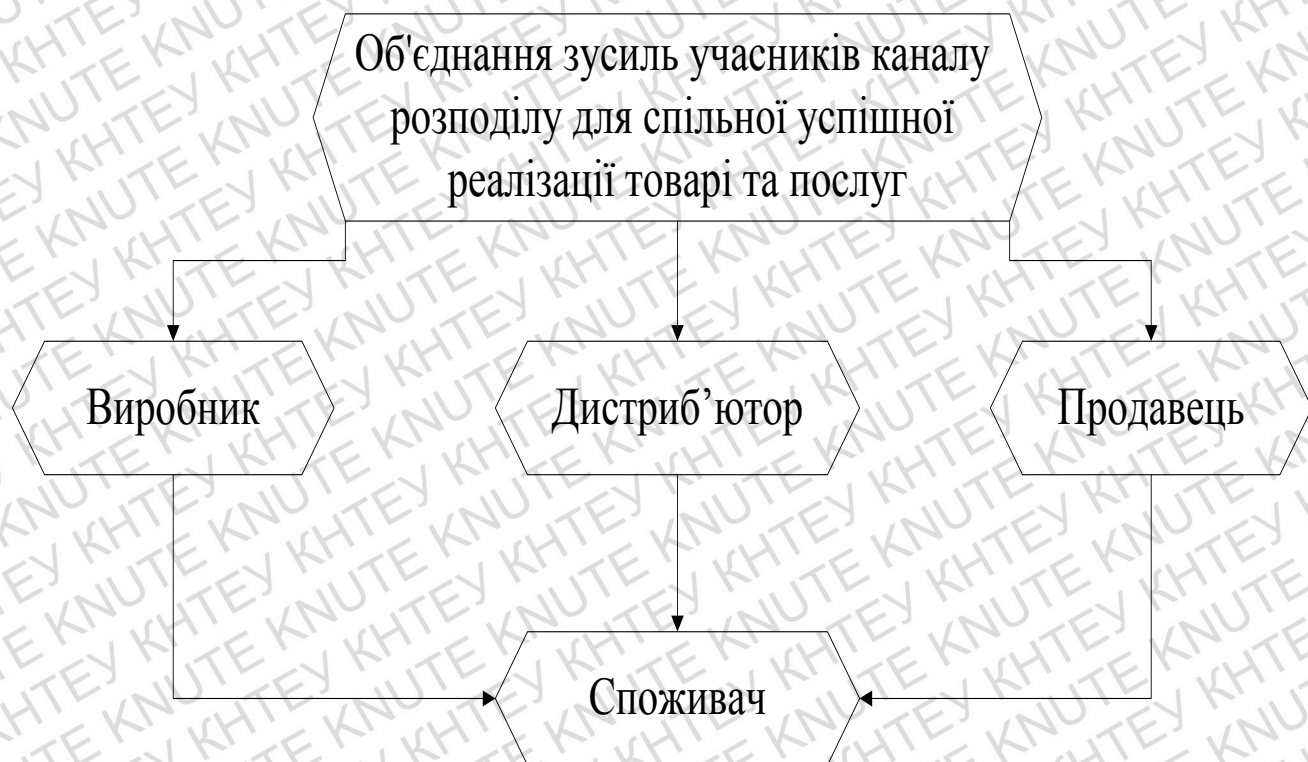 Об'єднання зусиль учасників каналу
розподілу для спільної успішної
реалізації товарі та послуг
Виробник
Дистриб’ютор
Продавець
Споживач